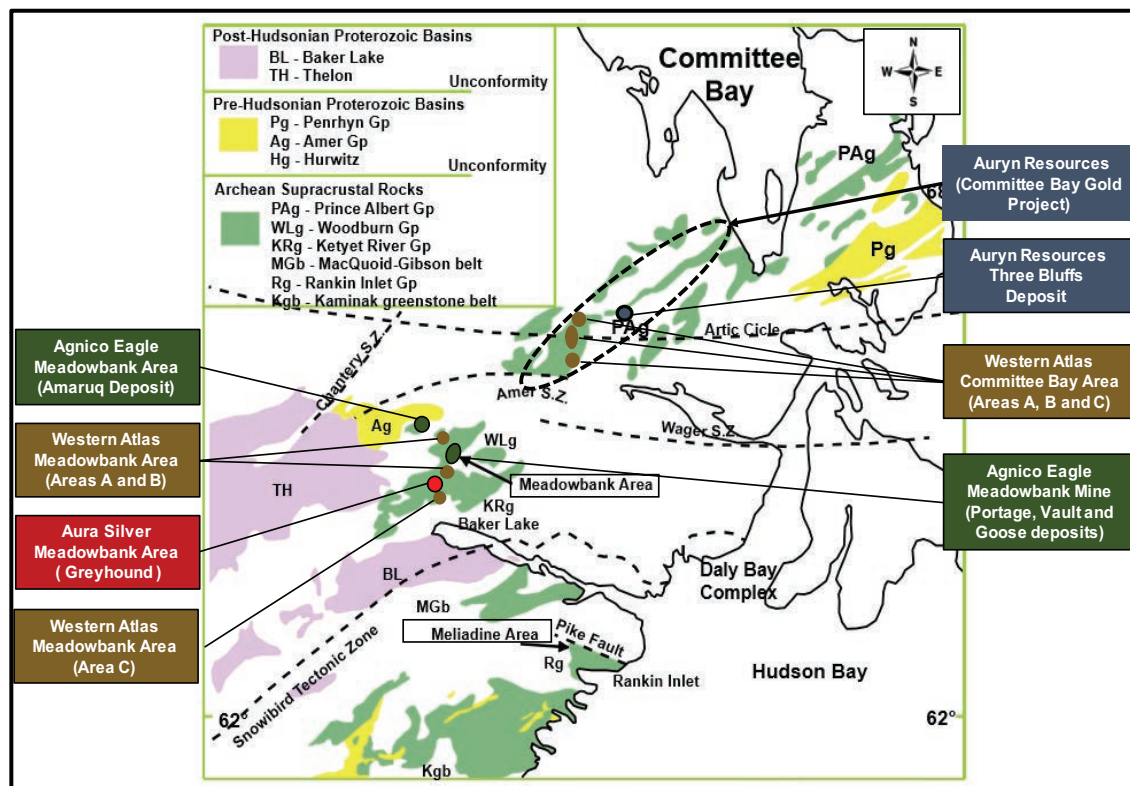 Post-Hudsonian Proterozoic Basins
BL - Baker Lake
TH - Thelon
Unconformity
Pre-Hudsonian Proterozoic Basins
Pg - Penrhyn Gp
Ag - Amer Gp
Hg - Hurwitz
Unconformity
Archean Supracrustal Rocks
PAg - Prince Albert Gp
WLg - Woodburn Gp
KRg - Ketyet River Gp
MGb - MacQuoid-Gibson belt
Rg - Rankin Inlet Gp
Kgb - Kaminak greenstone belt
Committee
Bay
N
W
E
S
PAg
68
Pg
PAg
Artic Cicle
Chantery S.Z.
Amer S.Z.
Wager S.Z.
Ag
WLg
TH
Meadowbank Area
KRg
Baker Lake
BL
Daly Bay
Complex
MGb
Meliadine Area
Pike Fault
Rg
Rankin Inlet
Hudson Bay
Snowibird Tectonic Zone
62°
62°
Kgb
Agnico Eagle
Meadowbank Area
(Amaruq Deposit)
Western Atlas
Meadowbank Area
(Areas A and B)
Aura Silver
Meadowbank Area
( Greyhound )
Western Atlas
Meadowbank Area
(Area C)
Auryn Resources
(Committee Bay Gold
Project)
Auryn Resources
Three Bluffs
Deposit
Western Atlas
Committee Bay Area
(Areas A, B and C)
Agnico Eagle
Meadowbank Mine
(Portage, Vault and
Goose deposits)